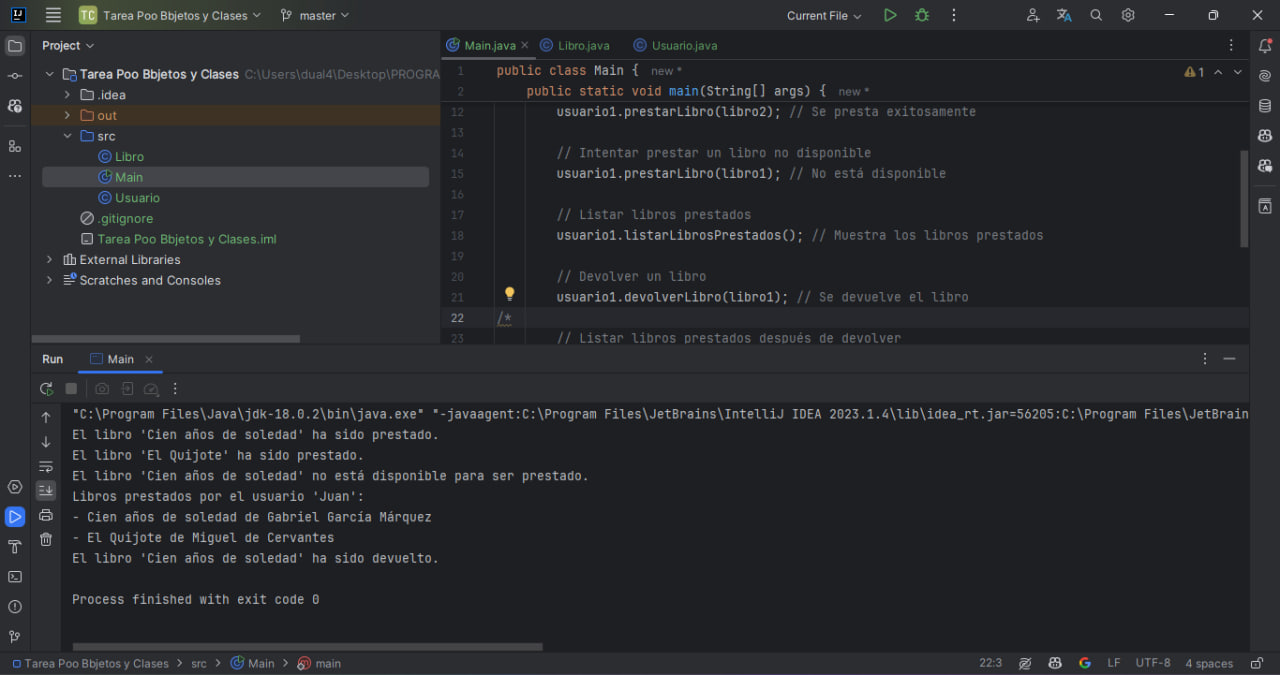 Tarea Poo Bbjetos y Clases
master
Current File
TC
IJ
Project
Tarea Poo Bbjetos y Clases C:\Users\dual4\Desktop\PROGRA
.idea
out
src
Libro
Main
Usuario
.gitignore
Tarea Poo Bbjetos y Clases.iml
External Libraries
Scratches and Consoles
Main.java
Libro.java
Usuario.java
1 public class Main { new *
1
2 public static void main(String[] args) { new *
12 usuario1.prestarLibro(libro2); // Se presta exitosamente
13
14 // Intentar prestar un libro no disponible
15 usuario1.prestarLibro(libro1); // No está disponible
16
17 // Listar libros prestados
18 usuario1.listarLibrosPrestados(); // Muestra los libros prestados
19
20 // Devolver un libro
21 usuario1.devolverLibro(libro1); // Se devuelve el libro
22 /*
23 // Listar libros prestados después de devolver
Run
Main
"C:\Program Files\Java\jdk-18.0.2\bin\java.exe" "-javaagent:C:\Program Files\JetBrains\IntelliJ IDEA 2023.1.4\lib\idea_rt.jar=56205:C:\Program Files\JetBrain
El libro 'Cien años de soledad' ha sido prestado.
El libro 'El Quijote' ha sido prestado.
El libro 'Cien años de soledad' no está disponible para ser prestado.
Libros prestados por el usuario 'Juan':
- Cien años de soledad de Gabriel García Márquez
- El Quijote de Miguel de Cervantes
El libro 'Cien años de soledad' ha sido devuelto.
Process finished with exit code 0
Tarea Poo Bbjetos y Clases > src > Main > main
22:3
LF
UTF-8
4 spaces